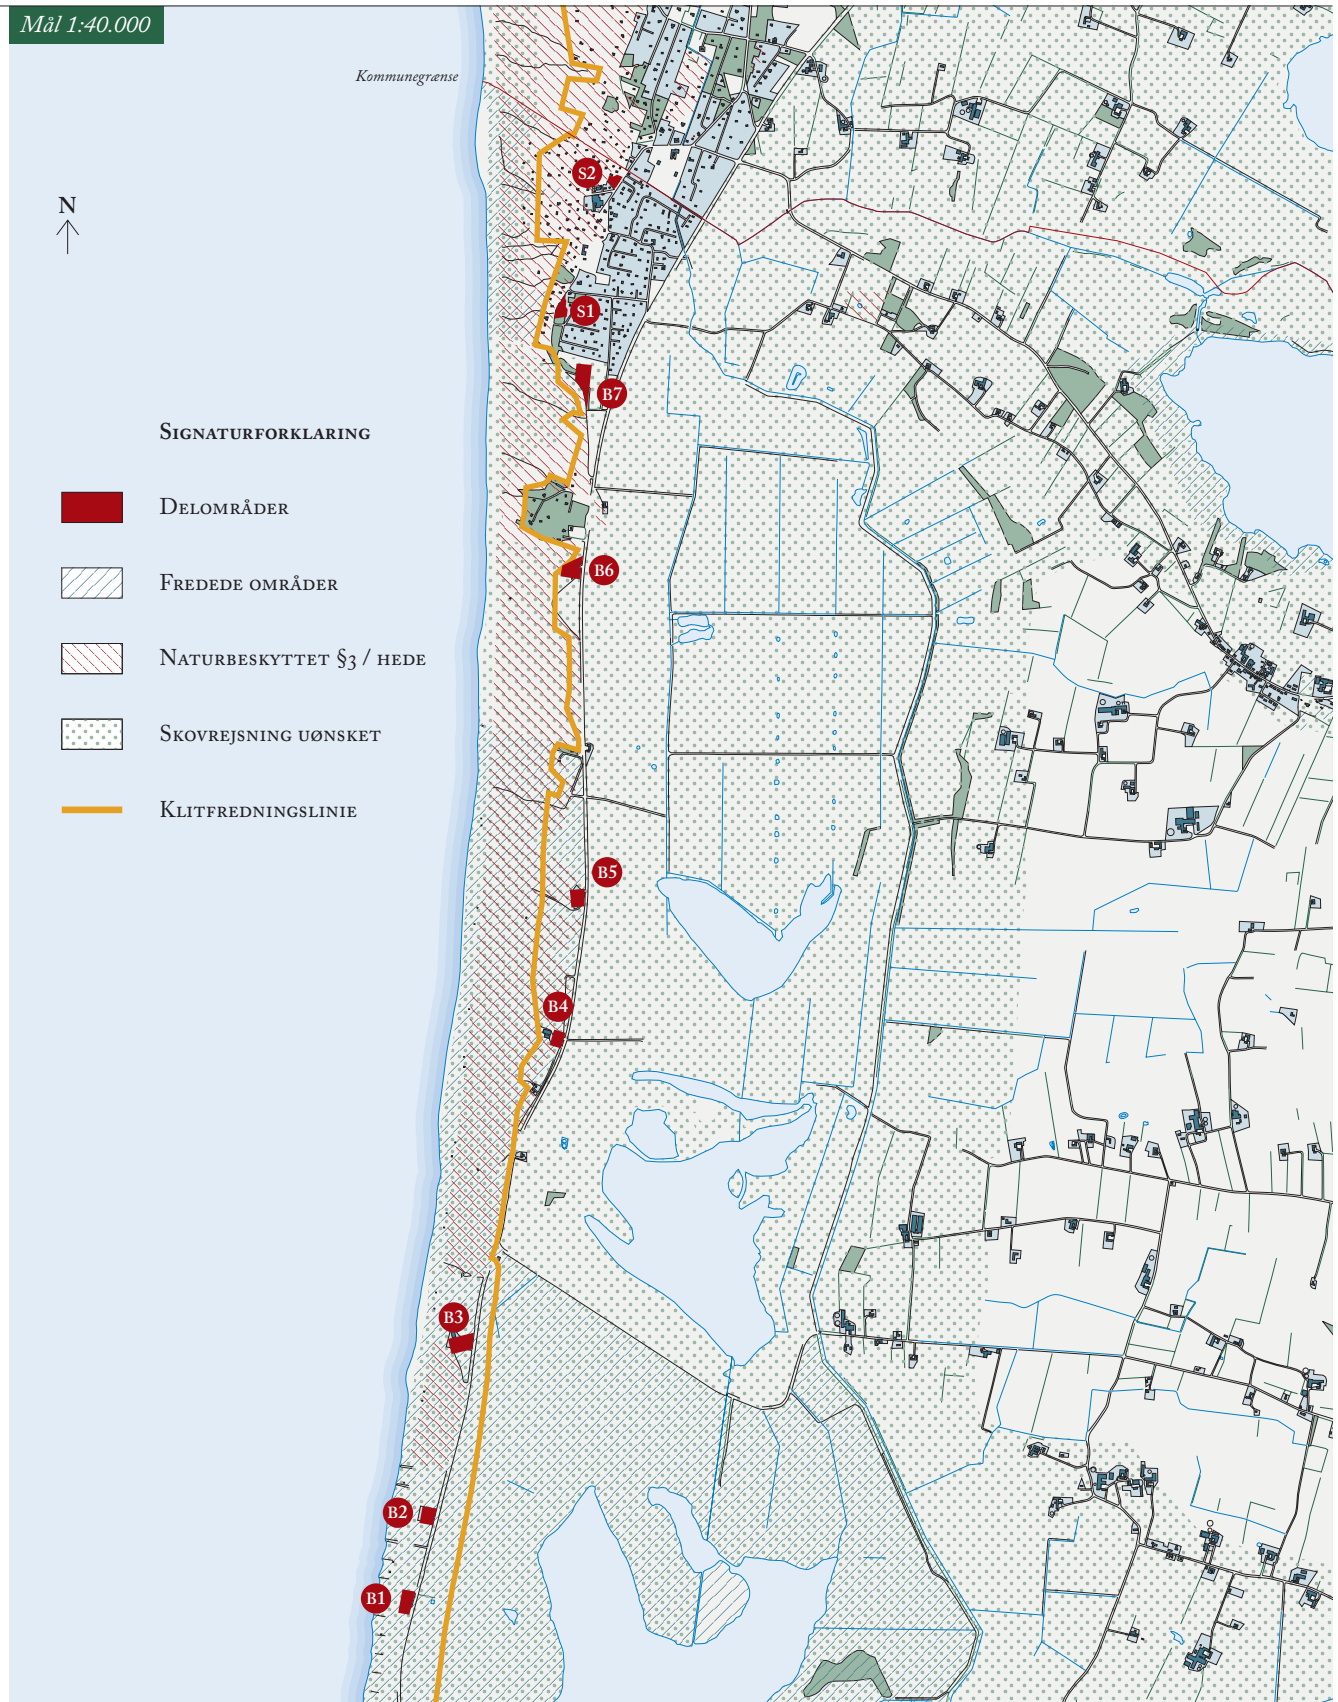 Mål 1:40.000
Kommunegrænse
N
S2
S1
B7
Signaturforklaring
Delområder
Fredede områder
B6
Naturbeskyttet §3 / hede
Skovrejsning uønsket
Klitfredningslinie
B5
B4
B3
B2
B1